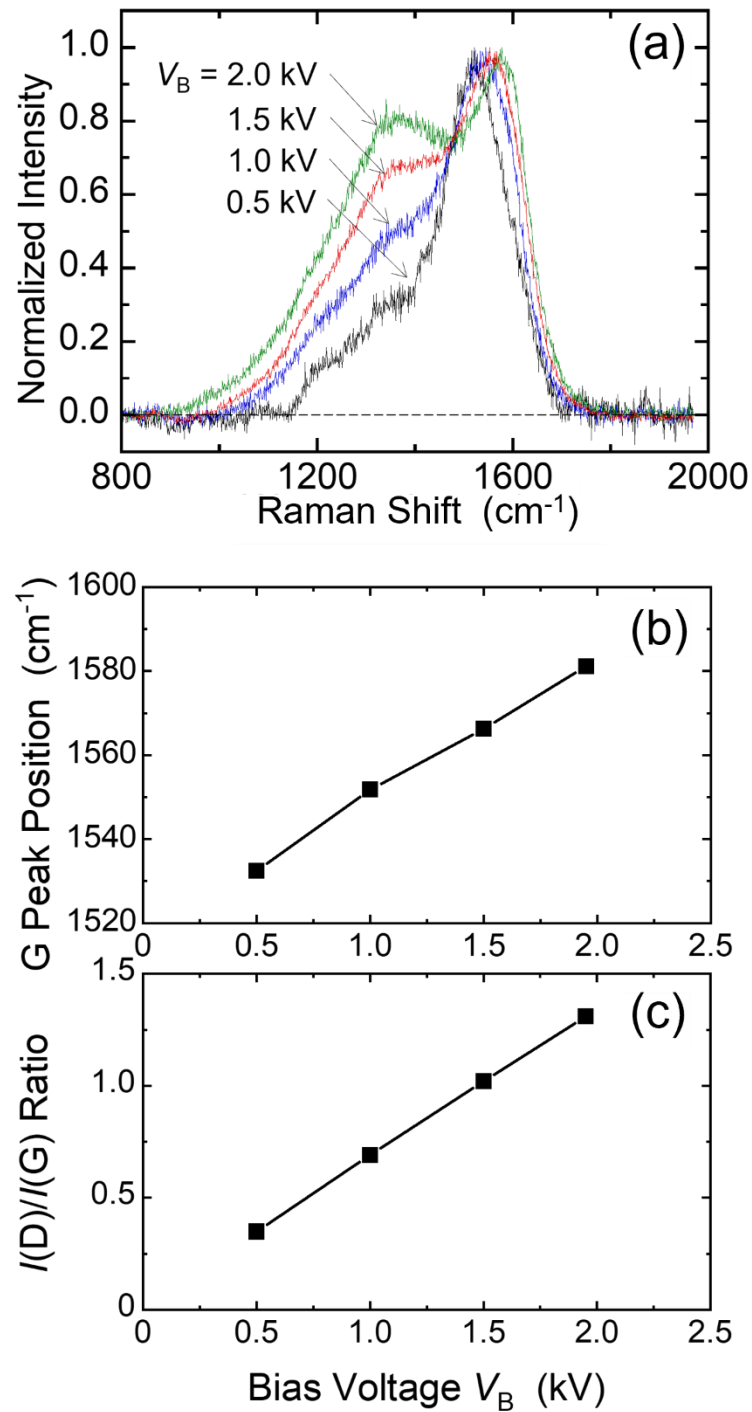 (a)
V_B = 2.0 kV
1.5 kV
1.0 kV
0.5 kV
Normalized Intensity
1.0
0.8
0.6
0.4
0.2
0.0
800 1200 1600 2000
Raman Shift (cm⁻¹)
(b)
G Peak Position (cm⁻¹)
1600
1580
1560
1540
1520
0 0.5 1.0 1.5 2.0 2.5
(c)
I(D)/I(G) Ratio
1.5
1.0
0.5
0
0 0.5 1.0 1.5 2.0 2.5
Bias Voltage V_B (kV)